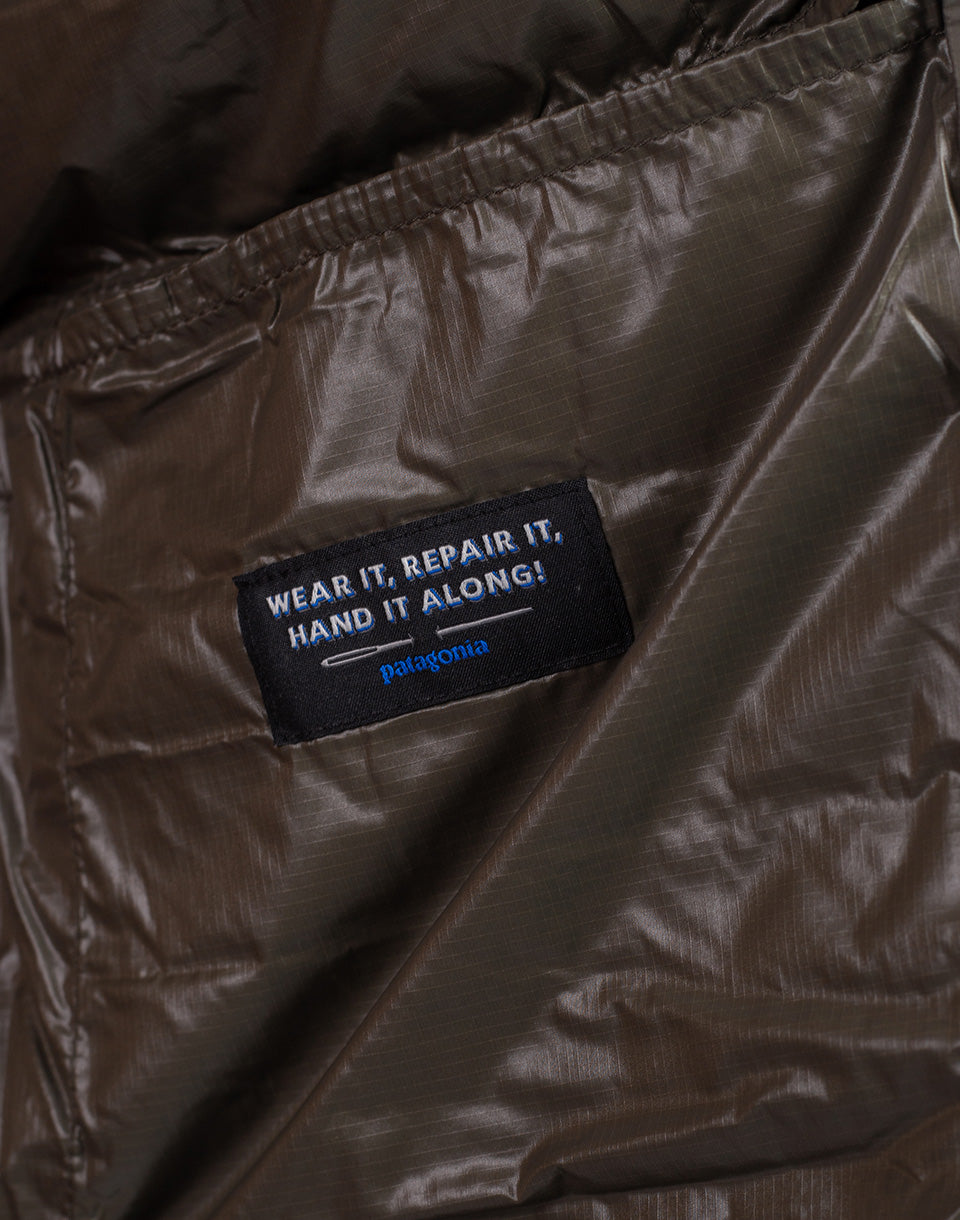 WEAR IT, REPAIR IT,
HAND IT ALONG!
patagonia